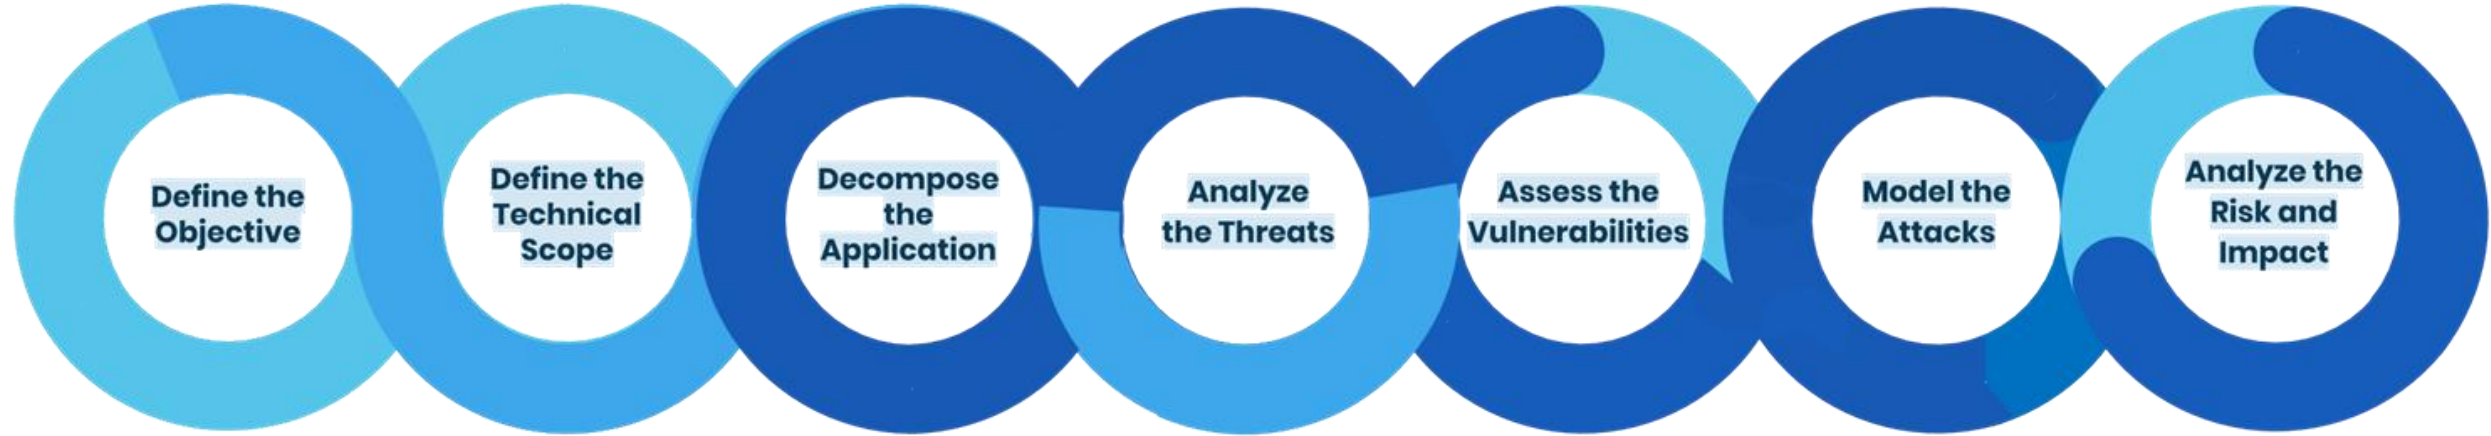 Define the
Objective
Define the
Technical
Scope
Decompose
the
Application
Analyze
the Threats
Assess the
Vulnerabilities
Model the
Attacks
Analyze the
Risk and
Impact